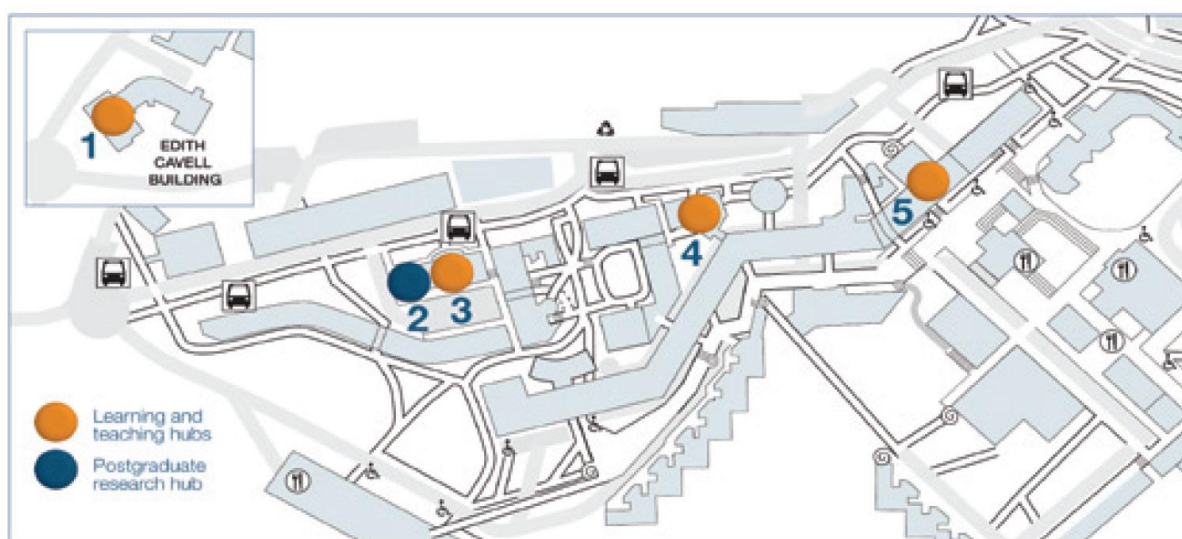 1
EDITH
CAVELL
BUILDING
2
3
4
5
Learning and
teaching hubs
Postgraduate
research hub